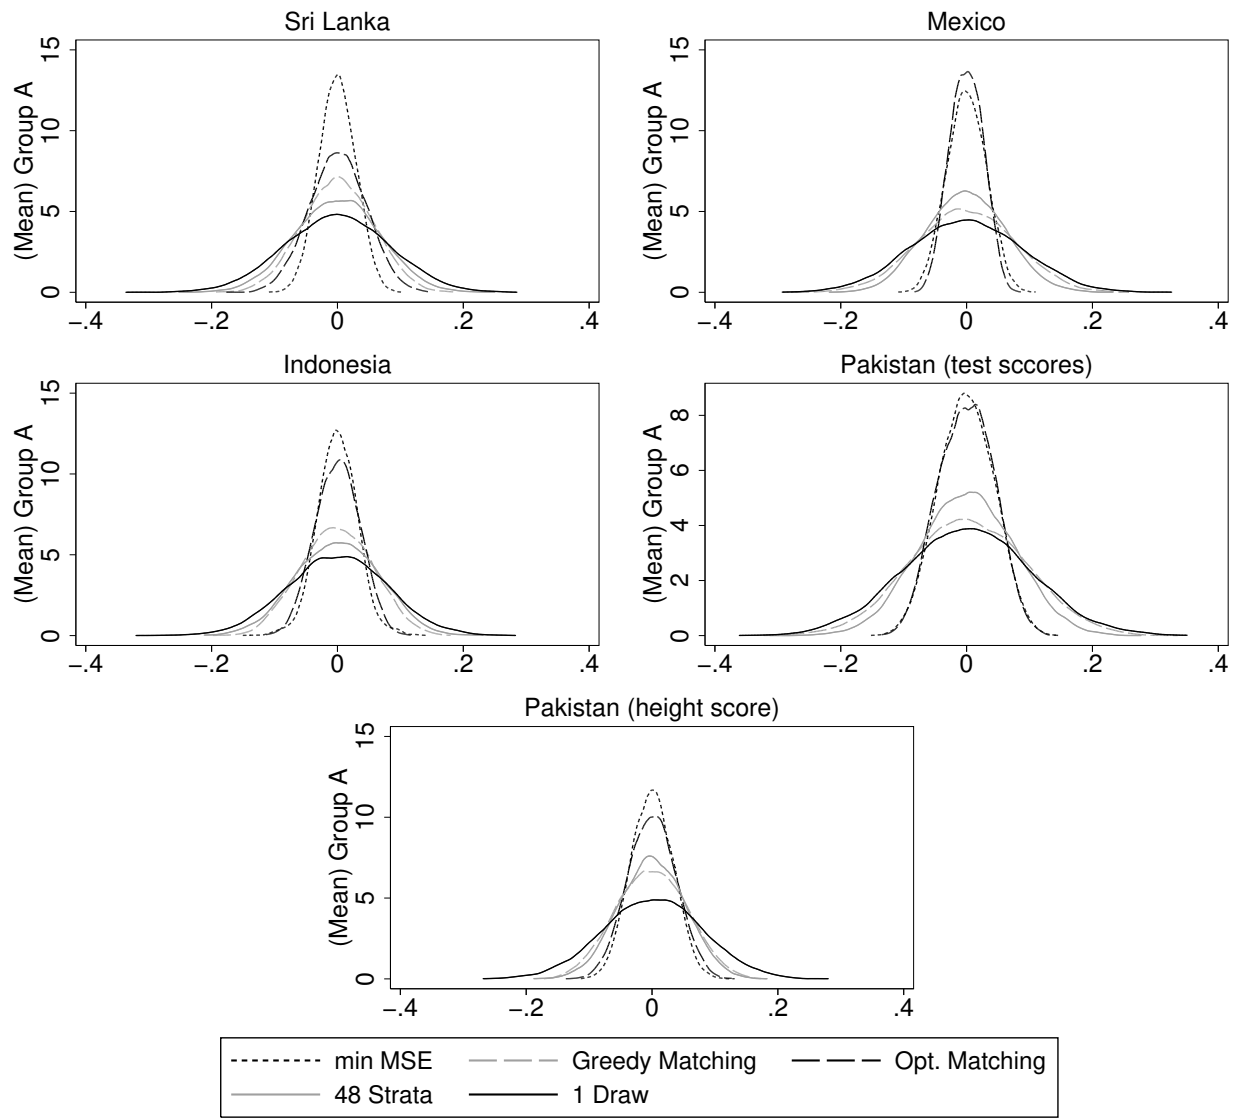 Sri Lanka
(Mean) Group A
15
10
5
0
−.4 −.2 0 .2 .4
Mexico
(Mean) Group A
15
10
5
0
−.4 −.2 0 .2 .4
Indonesia
(Mean) Group A
15
10
5
0
−.4 −.2 0 .2 .4
Pakistan (test sccores)
(Mean) Group A
8
6
4
2
0
−.4 −.2 0 .2 .4
Pakistan (height score)
(Mean) Group A
15
10
5
0
−.4 −.2 0 .2 .4
min MSE Greedy Matching Opt. Matching
48 Strata 1 Draw